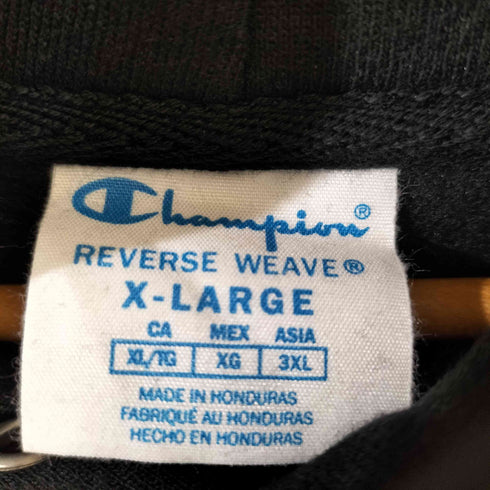 Champion®
REVERSE WEAVE®
X-LARGE
CA MEX ASIA
XL/TG XG 3XL
MADE IN HONDURAS
FABRIQUÉ AU HONDURAS
HECHO EN HONDURAS